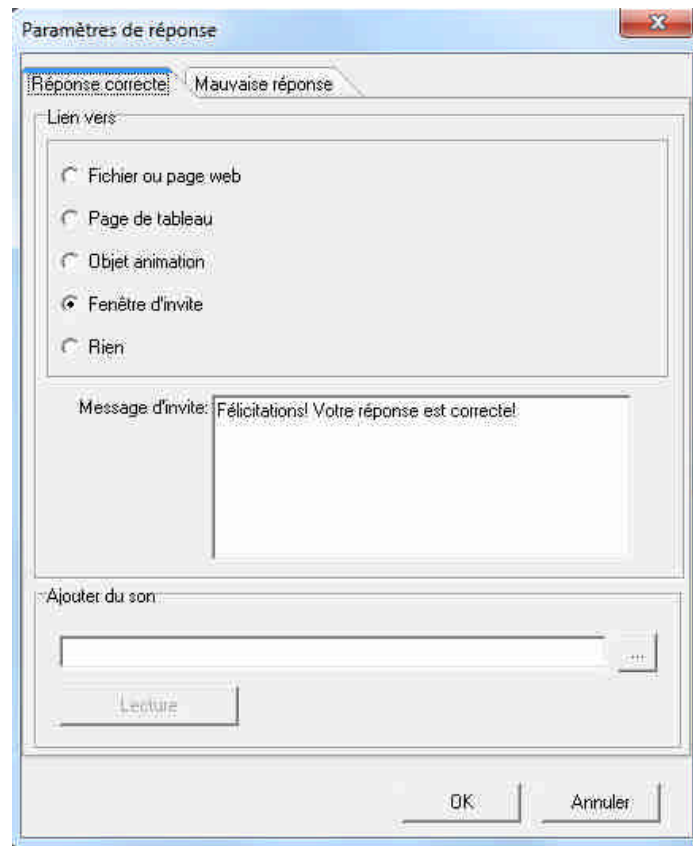 Paramètres de réponse
Réponse correcte
Mauvaise réponse
Lien vers
Fichier ou page web
Page de tableau
Objet animation
Fenêtre d'invite
Rien
Message d'invite: Félicitations! Votre réponse est correcte!
Ajouter du son
...
Lecture
OK
Annuler